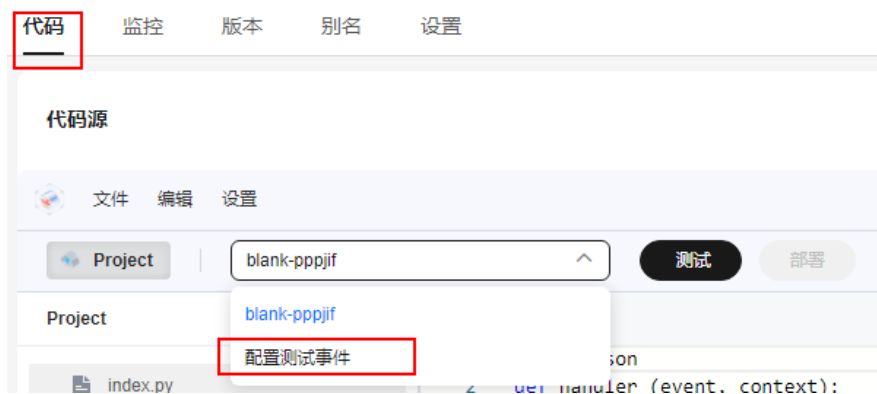 代码 监控 版本 别名 设置
代码源
文件 编辑 设置
Project blank-pppjif 测试 部署
Project blank-pppjif
配置测试事件
son
index.py 2 def handler (event, context):